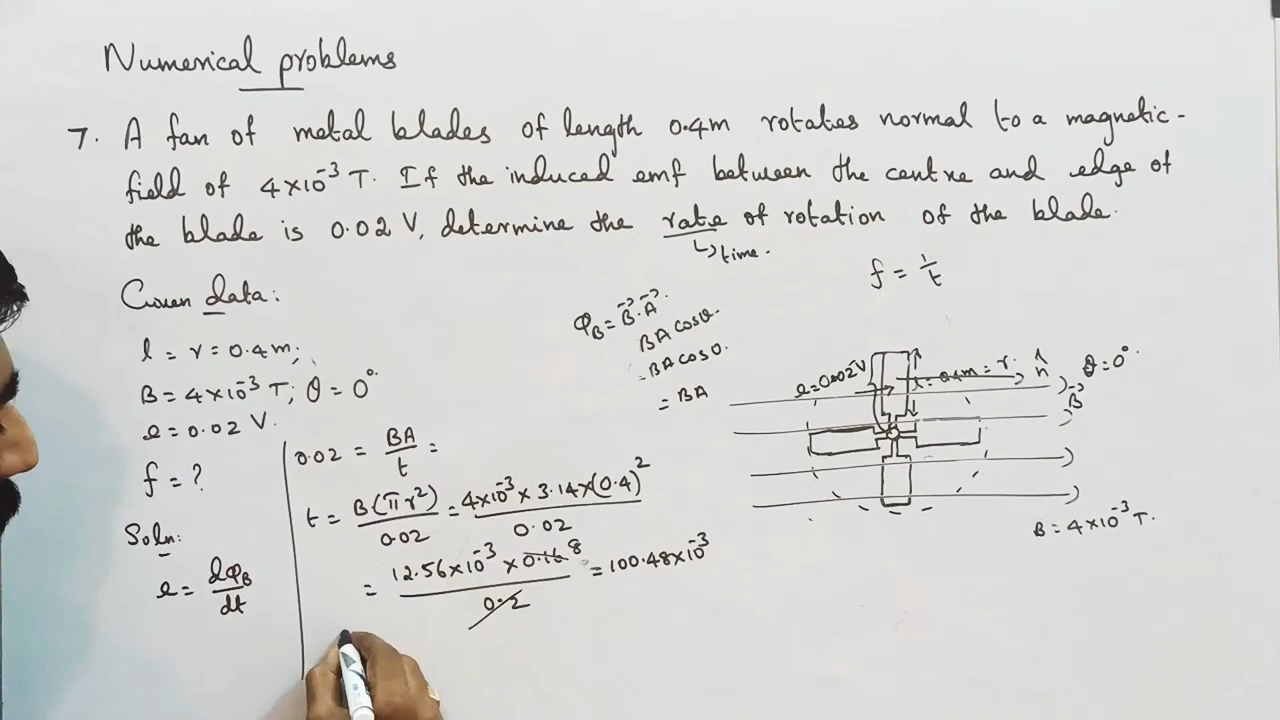 Numerical problems
7. A fan of metal blades of length 0.4m rotates normal to a magnetic-
field of 4×10⁻³ T. If the induced emf between the centre and edge of
the blade is 0.02 V, determine the rate of rotation of the blade.
↳ time.
f = 1/t
Given data:
l = r = 0.4 m;
B = 4×10⁻³ T; θ = 0°
e = 0.02 V.
f = ?
Soln:
e = dφ_B/dt
φ_B = B⃗·A⃗.
BA cosθ.
= BA cos0.
= BA
0.02 = BA/t =
t = B(πr²)/0.02 = 4×10⁻³ × 3.14×(0.4)²/0.02
= 12.56×10⁻³ × 0.16 8/0.2 = 100.48×10⁻³
e=0.02V
l = 0.4m = r.
n̂
θ=0°.
B⃗
B = 4×10⁻³ T.